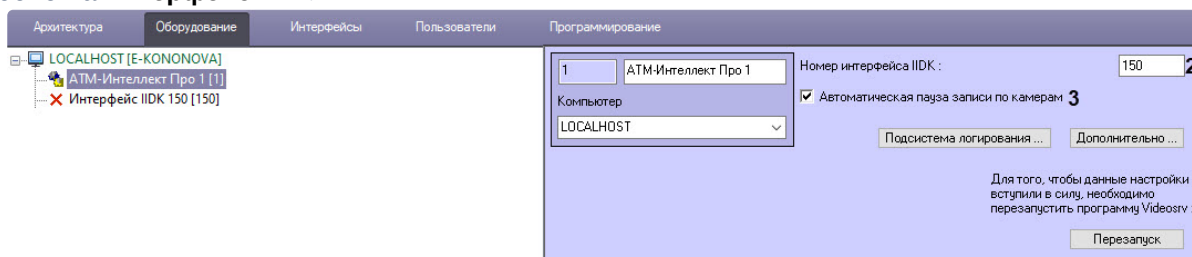 Архитектура Оборудование Интерфейсы Пользователи Программирование
LOCALHOST [E-KONONOVA]
АТМ-Интеллект Про 1 [1]
Интерфейс IIDK 150 [150]
1 АТМ-Интеллект Про 1
Компьютер
LOCALHOST
Номер интерфейса IIDK : 150 2
Автоматическая пауза записи по камерам 3
Подсистема логирования ... Дополнительно ...
Для того, чтобы данные настройки
вступили в силу, необходимо
перезапустить программу Videosrv
Перезапуск